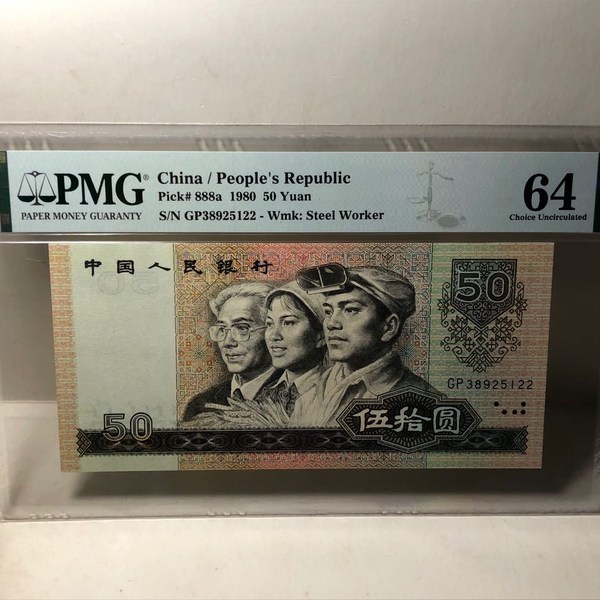 PMG®
PAPER MONEY GUARANTY
China / People's Republic
Pick# 888a 1980 50 Yuan
S/N GP38925122 - Wmk: Steel Worker
64
Choice Uncirculated
中国人民银行
50
GP38925122
50
伍拾圆